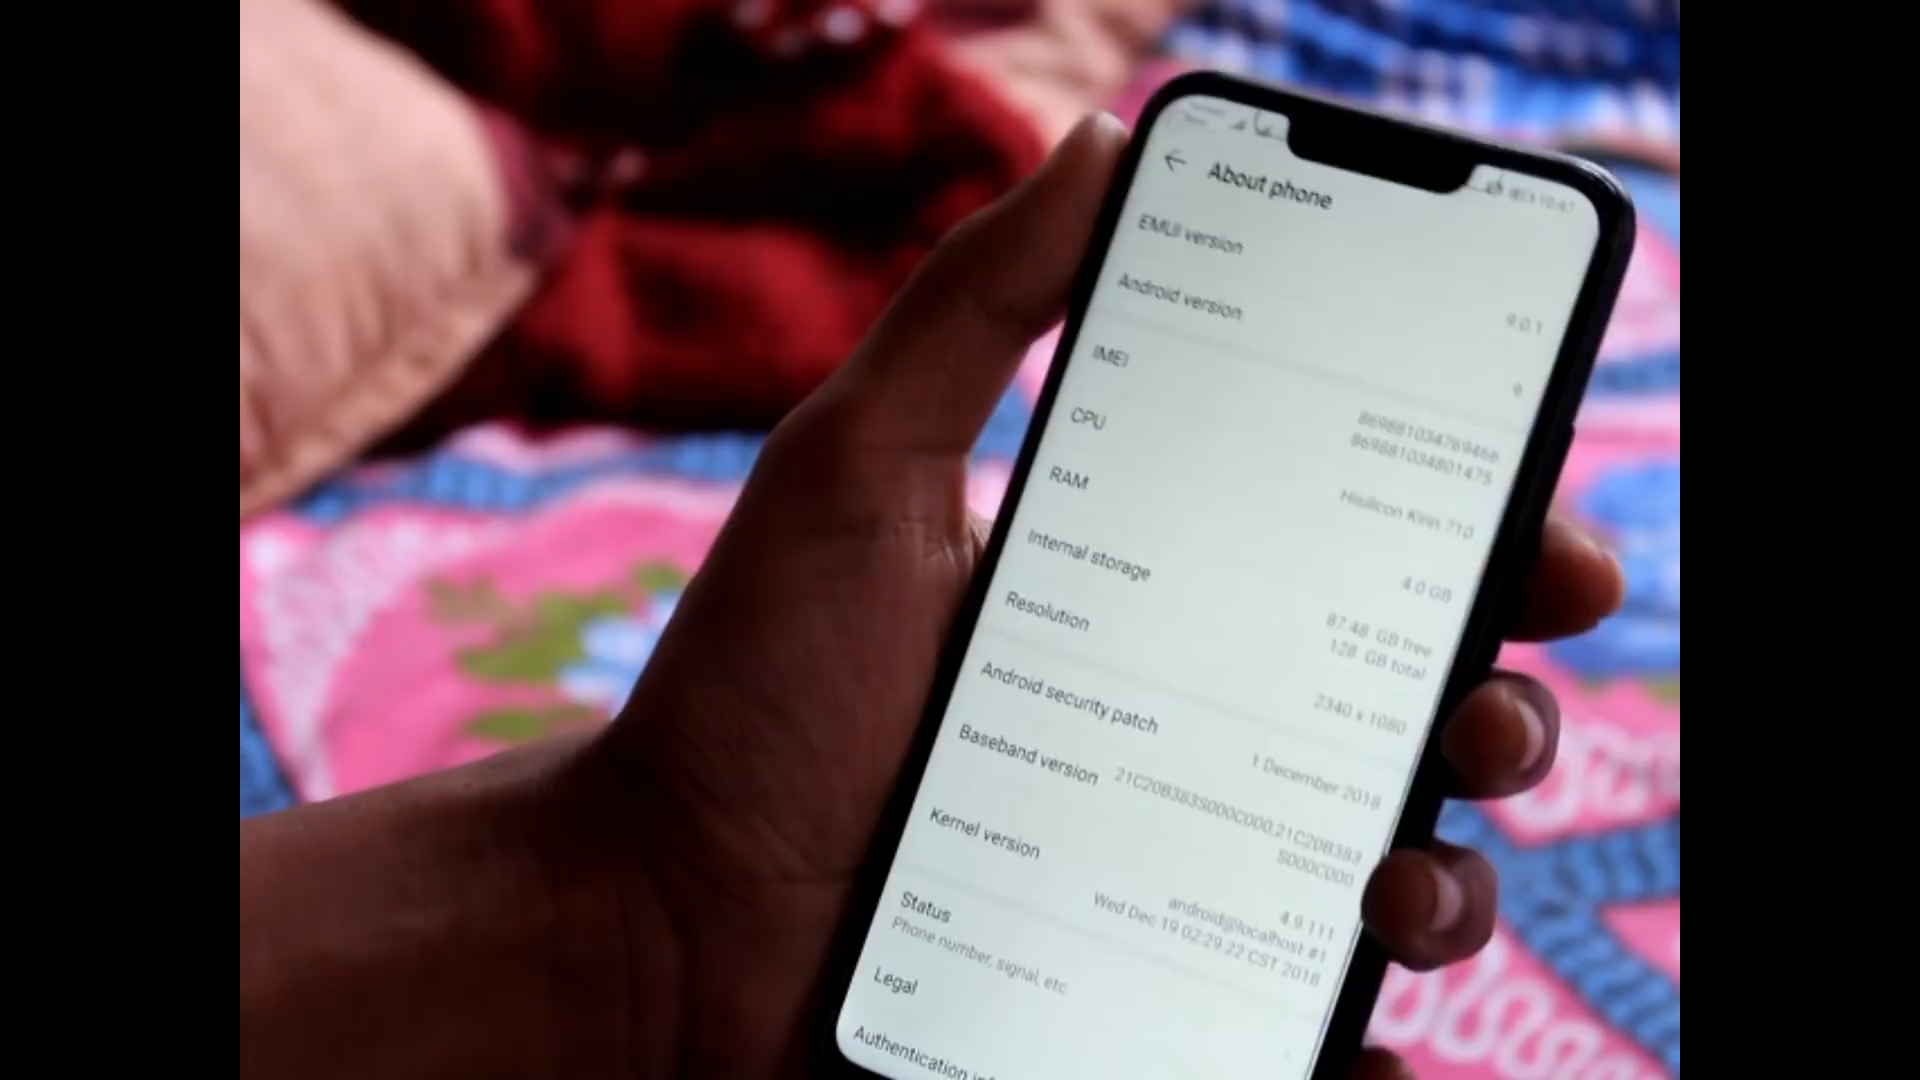 About phone
EMUI version
9.0.1
Android version
9
IMEI
869881034769466
869881034801475
CPU
Hisilicon Kirin 710
RAM
4.0 GB
Internal storage
87.48 GB free
128 GB total
Resolution
2340 x 1080
Android security patch
1 December 2018
Baseband version
21C20B383S000C000,21C20B383
S000C000
Kernel version
4.9.111
android@localhost #1
Wed Dec 19 02:29:22 CST 2018
Status
Phone number, signal, etc.
Legal
Authentication